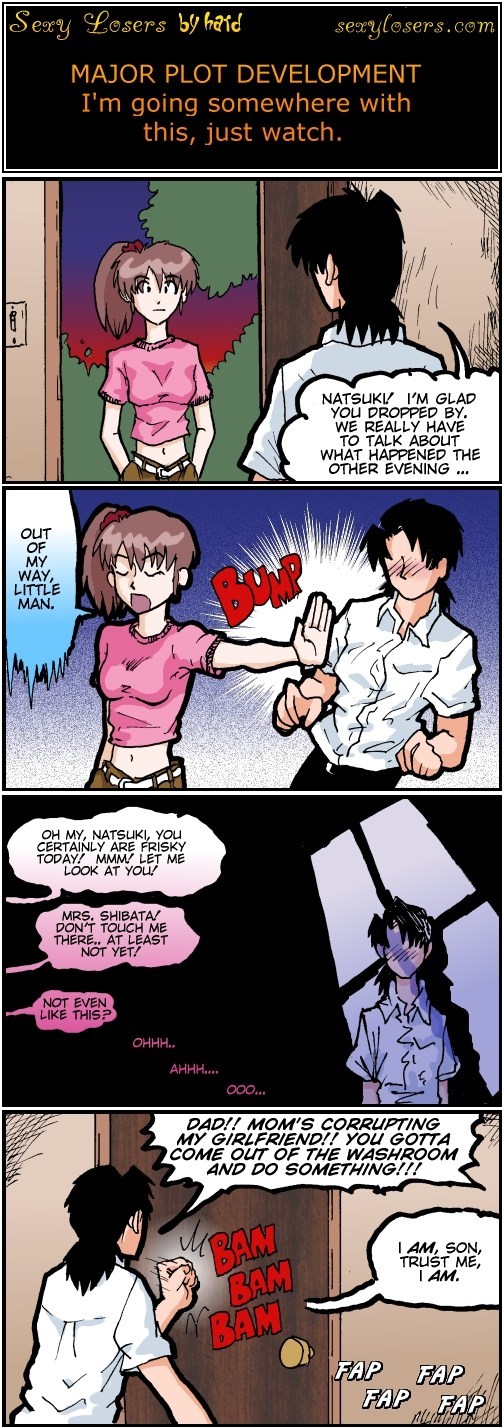 Sexy Losers by hard
sexylosers.com
MAJOR PLOT DEVELOPMENT
I'm going somewhere with
this, just watch.
NATSUKI! I'M GLAD
YOU DROPPED BY.
WE REALLY HAVE
TO TALK ABOUT
WHAT HAPPENED THE
OTHER EVENING ...
OUT
OF
MY
WAY,
LITTLE
MAN.
BUMP
OH MY, NATSUKI, YOU
CERTAINLY ARE FRISKY
TODAY! MMM! LET ME
LOOK AT YOU!
MRS. SHIBATA!
DON'T TOUCH ME
THERE.. AT LEAST
NOT YET!
NOT EVEN
LIKE THIS?
OHHH..
AHHH....
OOO...
DAD!! MOM'S CORRUPTING
MY GIRLFRIEND!! YOU GOTTA
COME OUT OF THE WASHROOM
AND DO SOMETHING!!!
BAM
BAM
BAM
I AM, SON,
TRUST ME,
I AM.
FAP FAP
FAP FAP